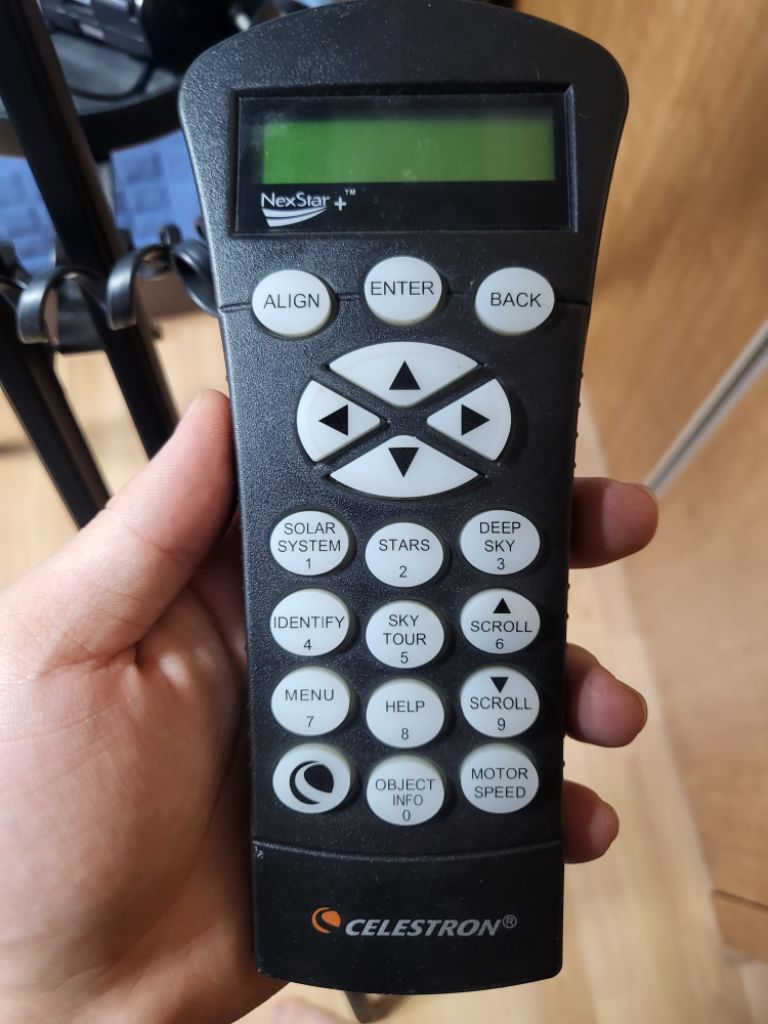 NexStar +™
ALIGN
ENTER
BACK
SOLAR
SYSTEM
1
STARS
2
DEEP
SKY
3
IDENTIFY
4
SKY
TOUR
5
SCROLL
6
MENU
7
HELP
8
SCROLL
9
OBJECT
INFO
0
MOTOR
SPEED
CELESTRON®